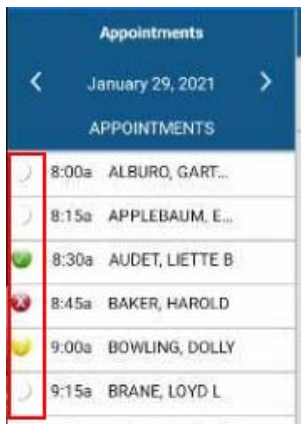 Appointments
January 29, 2021
APPOINTMENTS
8:00a ALBURO, GART...
8:15a APPLEBAUM, E...
8:30a AUDET, LIETTE B
8:45a BAKER, HAROLD
9:00a BOWLING, DOLLY
9:15a BRANE, LOYD L